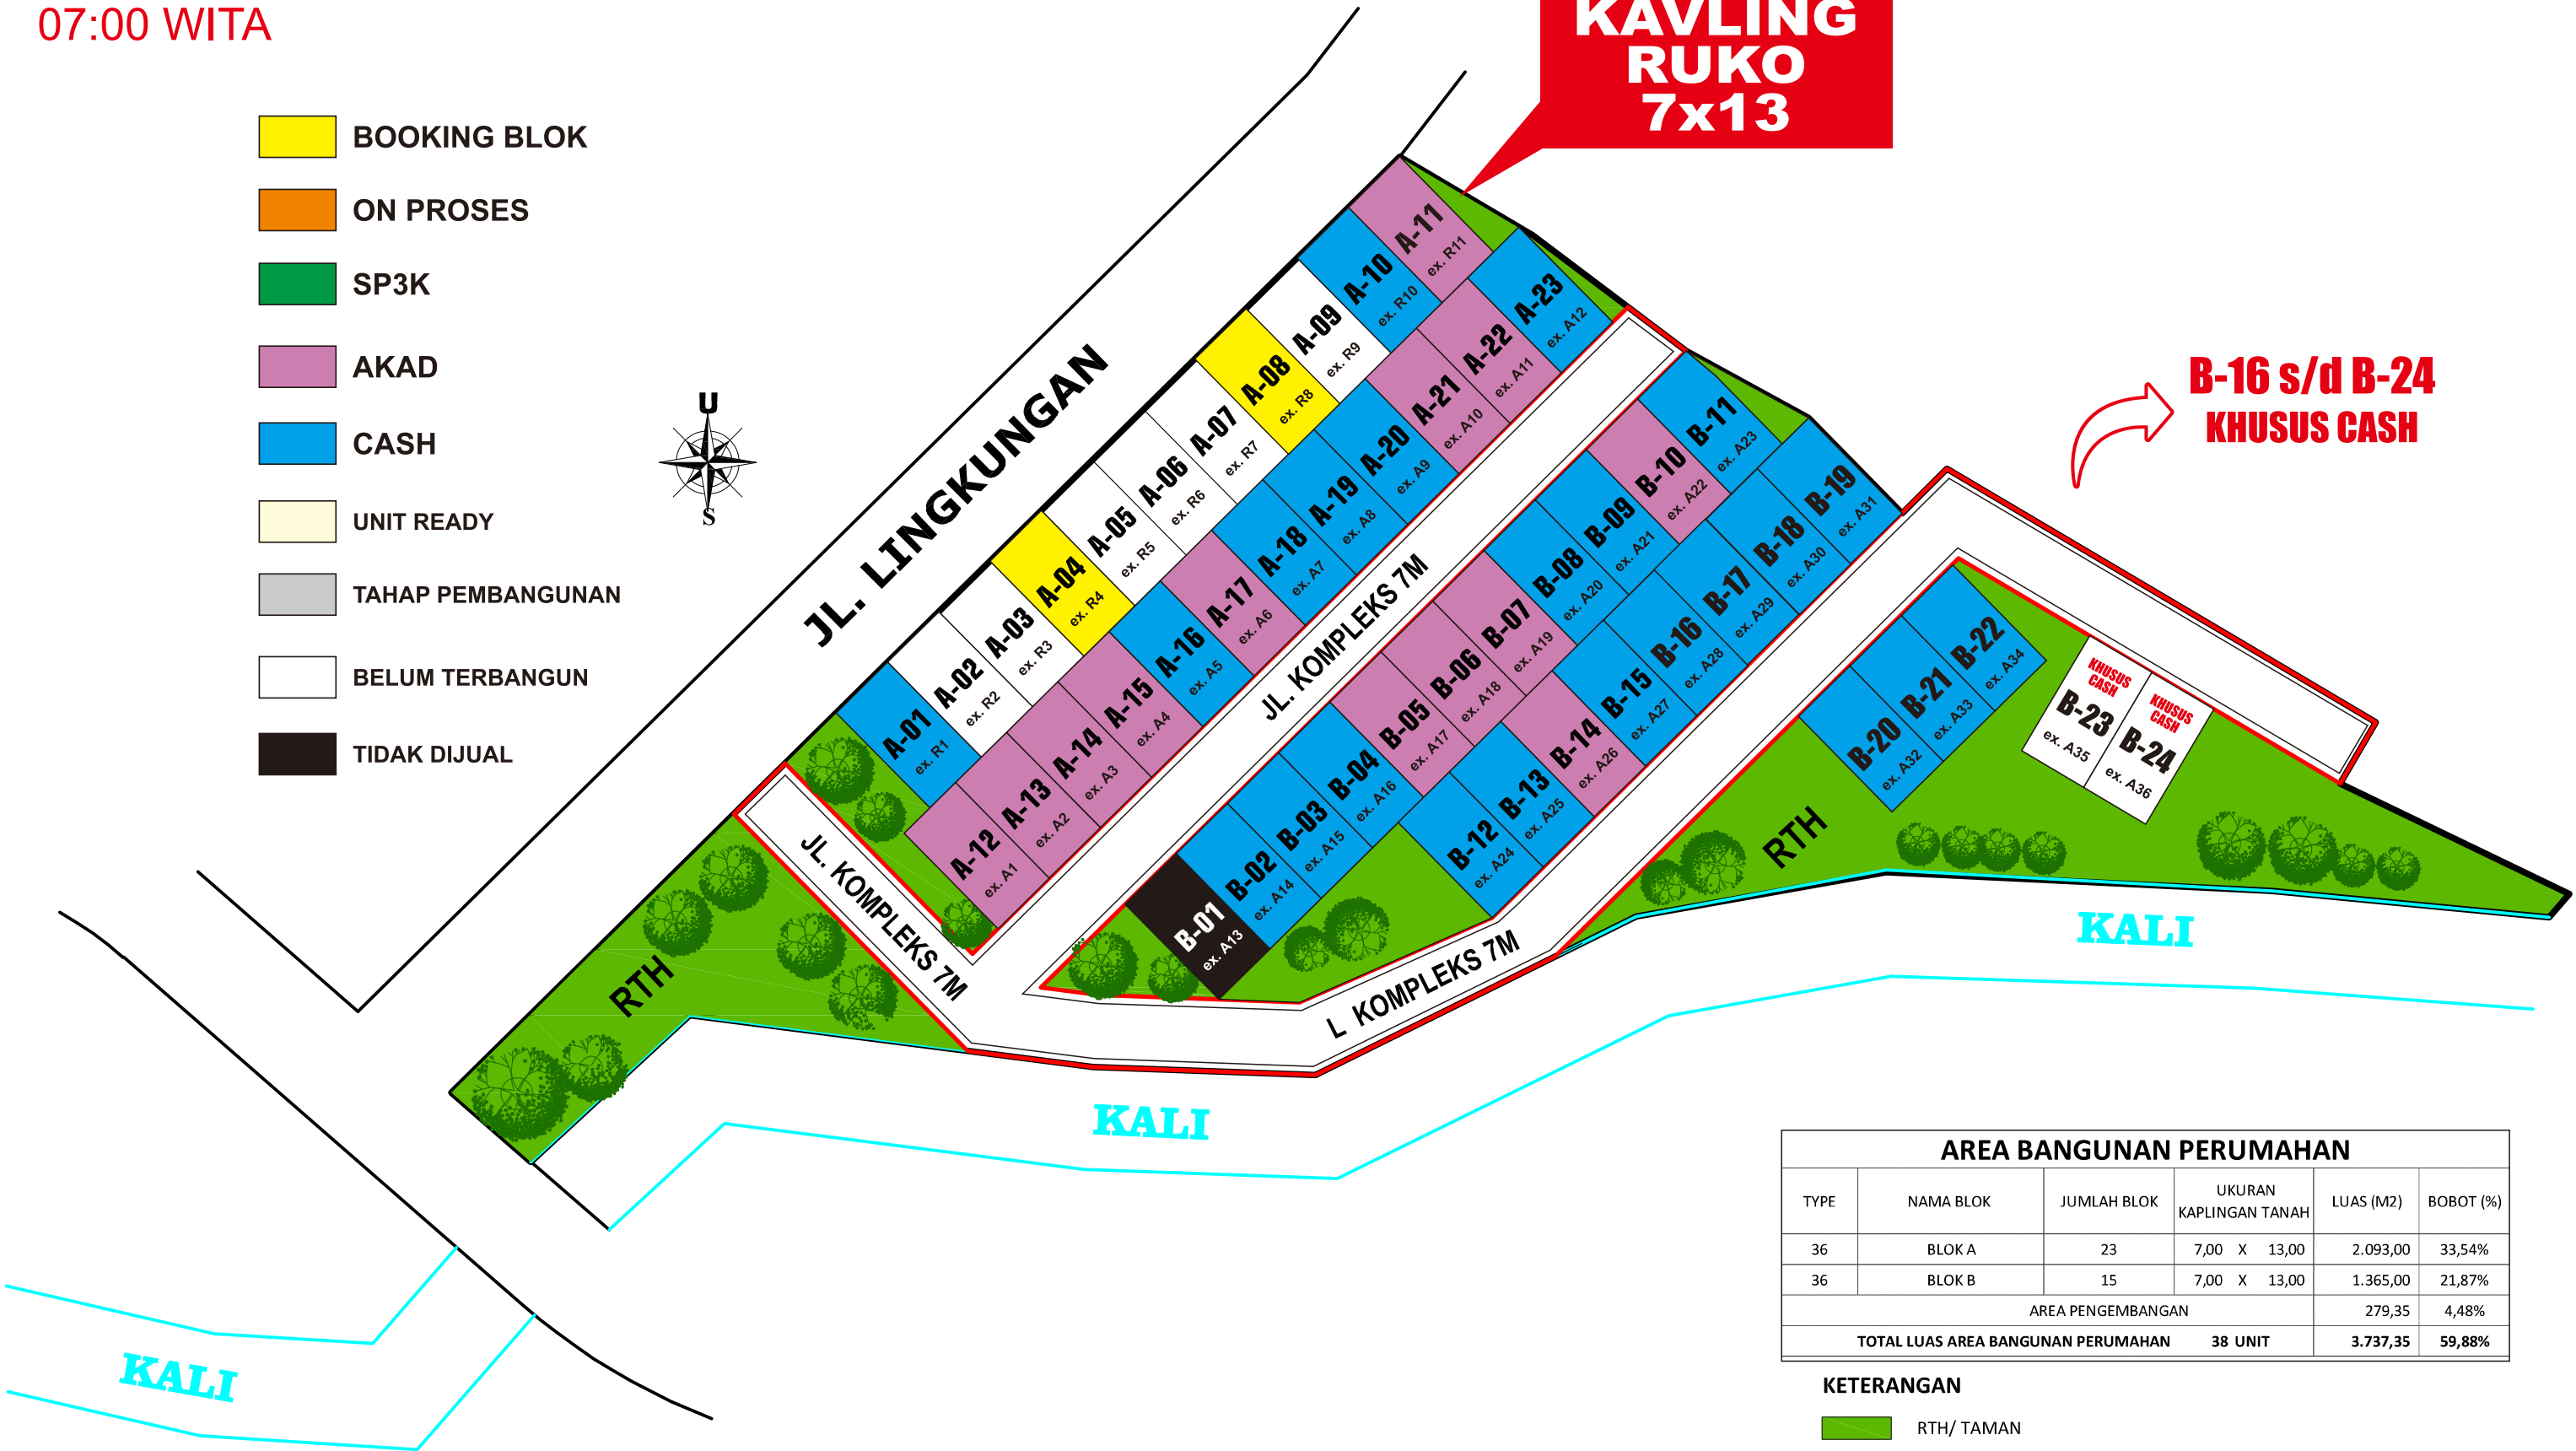 07:00 WITA
KAVLING
RUKO
7x13
BOOKING BLOK
ON PROSES
SP3K
AKAD
CASH
UNIT READY
TAHAP PEMBANGUNAN
BELUM TERBANGUN
TIDAK DIJUAL
U
S
JL. LINGKUNGAN
A-01
ex. R1
A-02
ex. R2
A-03
ex. R3
A-04
ex. R4
A-05
ex. R5
A-06
ex. R6
A-07
ex. R7
A-08
ex. R8
A-09
ex. R9
A-10
ex. R10
A-11
ex. R11
A-12
ex. A1
A-13
ex. A2
A-14
ex. A3
A-15
ex. A4
A-16
ex. A5
A-17
ex. A6
A-18
ex. A7
A-19
ex. A8
A-20
ex. A9
A-21
ex. A10
A-22
ex. A11
A-23
ex. A12
JL. KOMPLEKS 7M
JL. KOMPLEKS 7M
L KOMPLEKS 7M
B-01
ex. A13
B-02
ex. A14
B-03
ex. A15
B-04
ex. A16
B-05
ex. A17
B-06
ex. A18
B-07
ex. A19
B-08
ex. A20
B-09
ex. A21
B-10
ex. A22
B-11
ex. A23
B-12
ex. A24
B-13
ex. A25
B-14
ex. A26
B-15
ex. A27
B-16
ex. A28
B-17
ex. A29
B-18
ex. A30
B-19
ex. A31
B-20
ex. A32
B-21
ex. A33
B-22
ex. A34
KHUSUS
CASH
B-23
ex. A35
KHUSUS
CASH
B-24
ex. A36
B-16 s/d B-24
KHUSUS CASH
RTH
RTH
KALI
KALI
KALI
AREA BANGUNAN PERUMAHAN
TYPE NAMA BLOK JUMLAH BLOK UKURAN KAPLINGAN TANAH LUAS (M2) BOBOT (%)
36 BLOK A 23 7,00 X 13,00 2.093,00 33,54%
36 BLOK B 15 7,00 X 13,00 1.365,00 21,87%
AREA PENGEMBANGAN 279,35 4,48%
TOTAL LUAS AREA BANGUNAN PERUMAHAN 38 UNIT 3.737,35 59,88%
KETERANGAN
RTH/ TAMAN